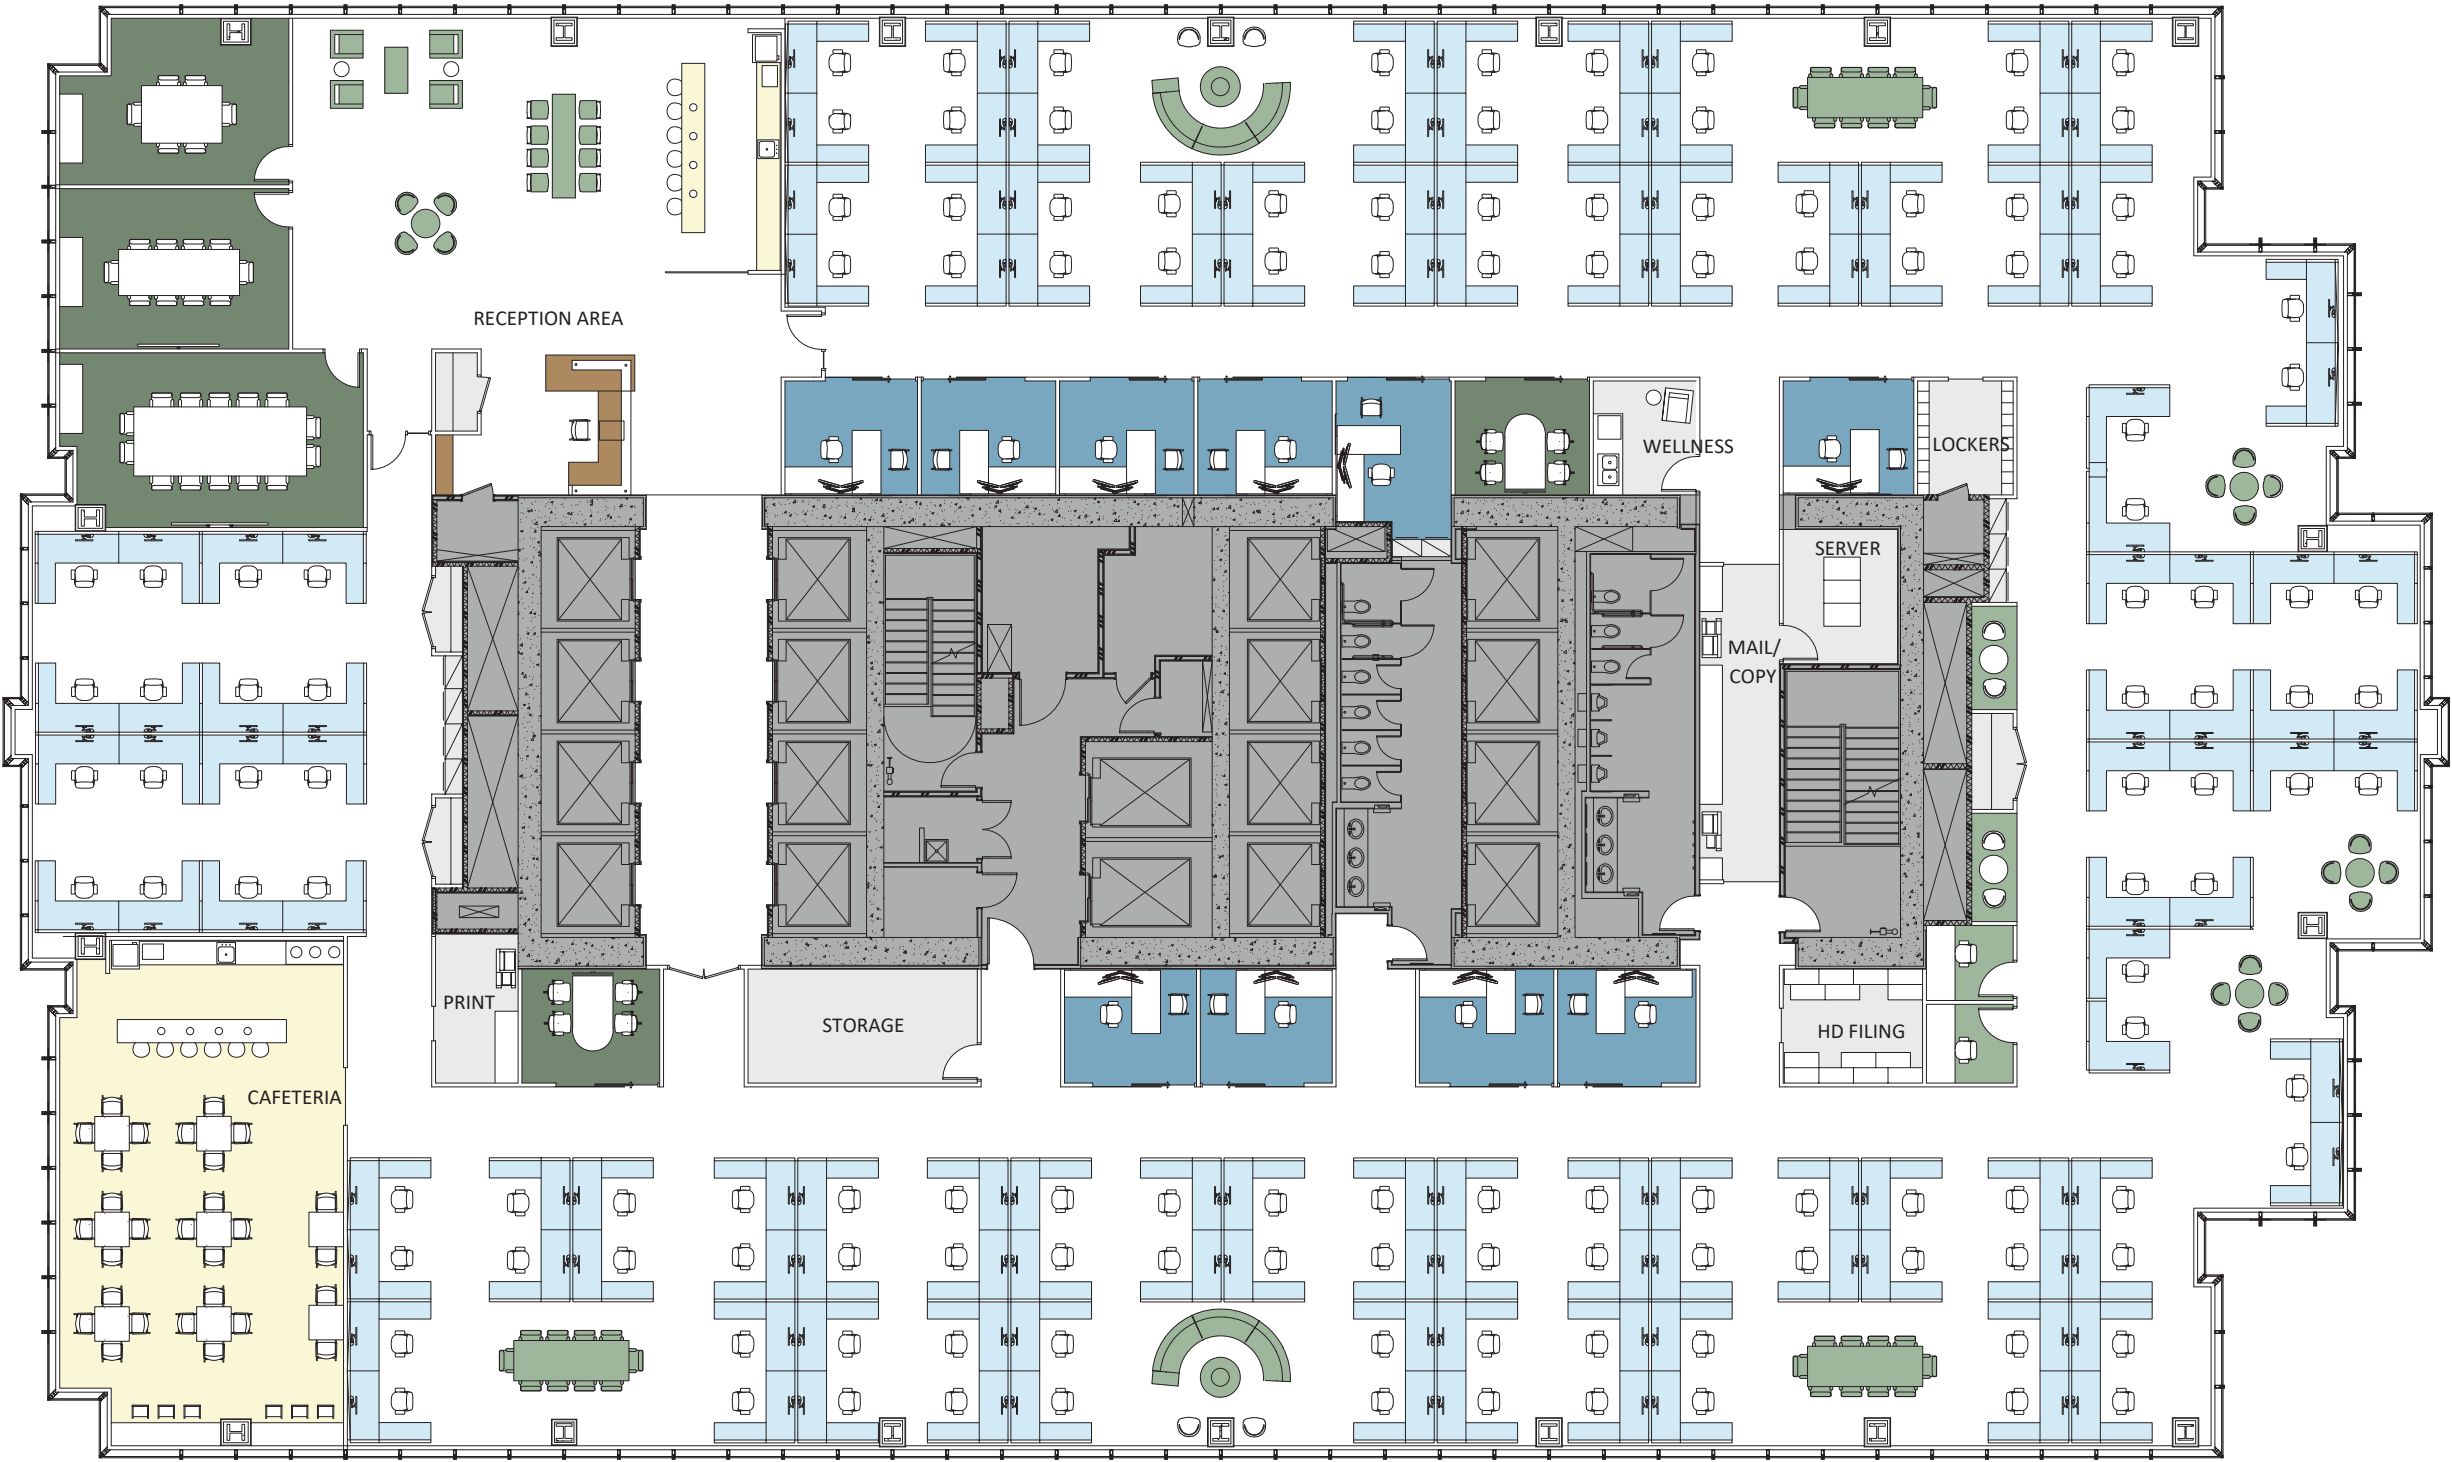 RECEPTION AREA
WELLNESS
LOCKERS
SERVER
MAIL/
COPY
PRINT
STORAGE
HD FILING
CAFETERIA